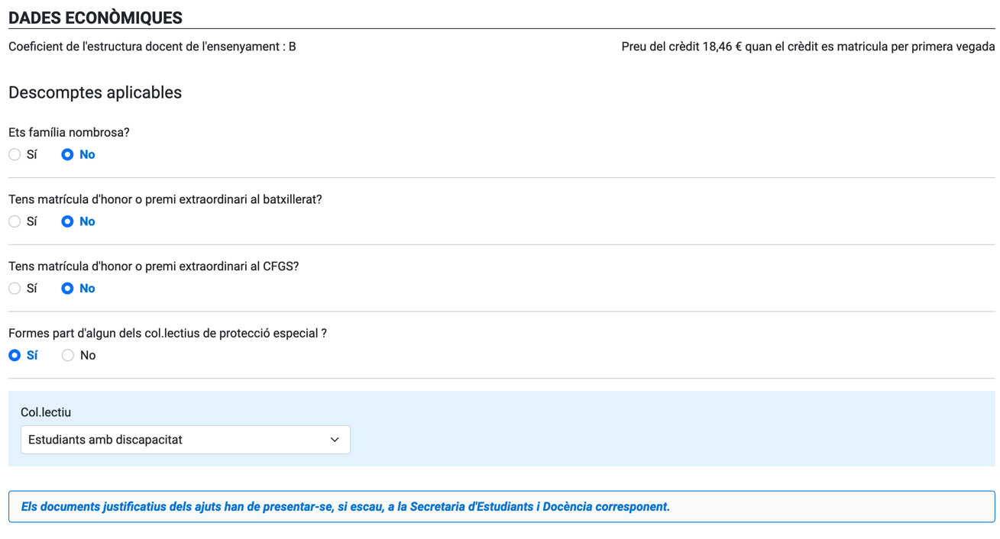 DADES ECONÒMIQUES
Coeficient de l'estructura docent de l'ensenyament : B
Preu del crèdit 18,46 € quan el crèdit es matricula per primera vegada
Descomptes aplicables
Ets família nombrosa?
Sí No
Tens matrícula d'honor o premi extraordinari al batxillerat?
Sí No
Tens matrícula d'honor o premi extraordinari al CFGS?
Sí No
Formes part d'algun dels col.lectius de protecció especial ?
Sí No
Col.lectiu
Estudiants amb discapacitat
Els documents justificatius dels ajuts han de presentar-se, si escau, a la Secretaria d'Estudiants i Docència corresponent.